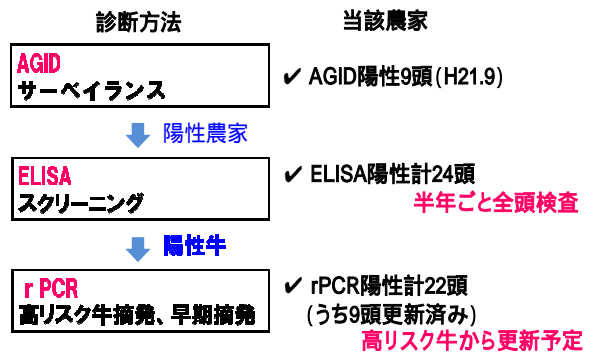 診断方法
当該農家
AGID
サーベイランス
✔ AGID陽性9頭(H21.9)
陽性農家
ELISA
スクリーニング
✔ ELISA陽性計24頭
半年ごと全頭検査
陽性牛
r PCR
高リスク牛摘発、早期摘発
✔ rPCR陽性計22頭
(うち9頭更新済み)
高リスク牛から更新予定